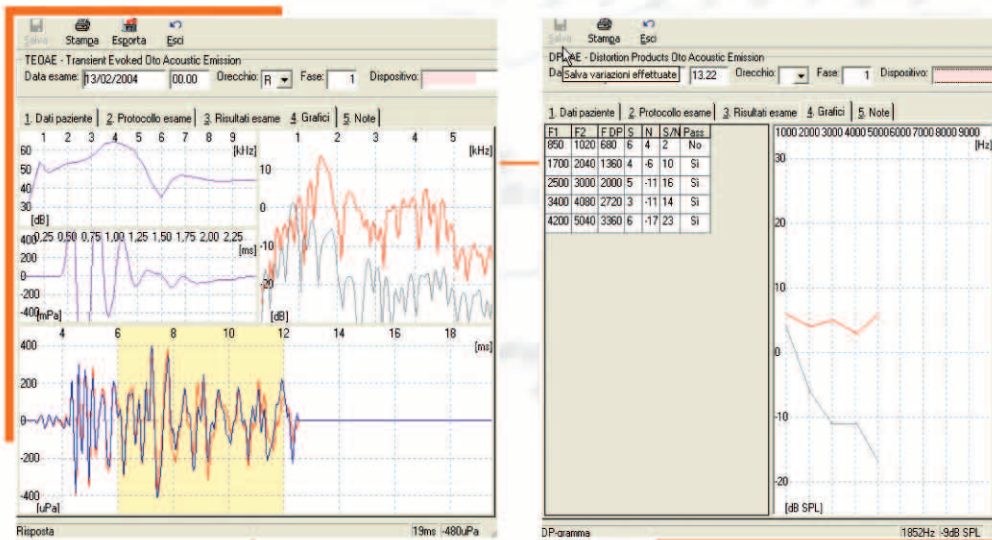 Salva Stampa Esporta Esci
TEOAE - Transient Evoked Oto Acoustic Emission
Data esame: 13/02/2004 00.00 Orecchio: R Fase: 1 Dispositivo:
1. Dati paziente 2. Protocollo esame 3. Risultati esame 4. Grafici 5. Note
1 2 3 4 5 6 7 8 9
[kHz]
60
50
40
30
[dB]
1 2 3 4 5
[kHz]
10
0
-10
-20
[dB]
0,25 0,50 0,75 1,00 1,25 1,50 1,75 2,00 2,25
[ms]
400
200
0
-200
-400
[mPa]
4 6 8 10 12 14 16 18
[ms]
400
200
0
-200
-400
[uPa]
Risposta 19ms -480uPa
Salva Stampa Esci
DP AE - Distortion Products Oto Acoustic Emission
Da Salva variazioni effettuate 13.22 Orecchio: Fase: 1 Dispositivo:
1. Dati paziente 2. Protocollo esame 3. Risultati esame 4. Grafici 5. Note
F1 F2 F DP S N S/N Pass
850 1020 680 6 4 2 No
1700 2040 1360 4 -6 10 Sì
2500 3000 2000 5 -11 16 Sì
3400 4080 2720 3 -11 14 Sì
4200 5040 3360 6 -17 23 Sì
1000 2000 3000 4000 5000 6000 7000 8000 9000
[Hz]
30
20
10
0
-10
-20
[dB SPL]
DP-gramma 1852Hz -9dB SPL